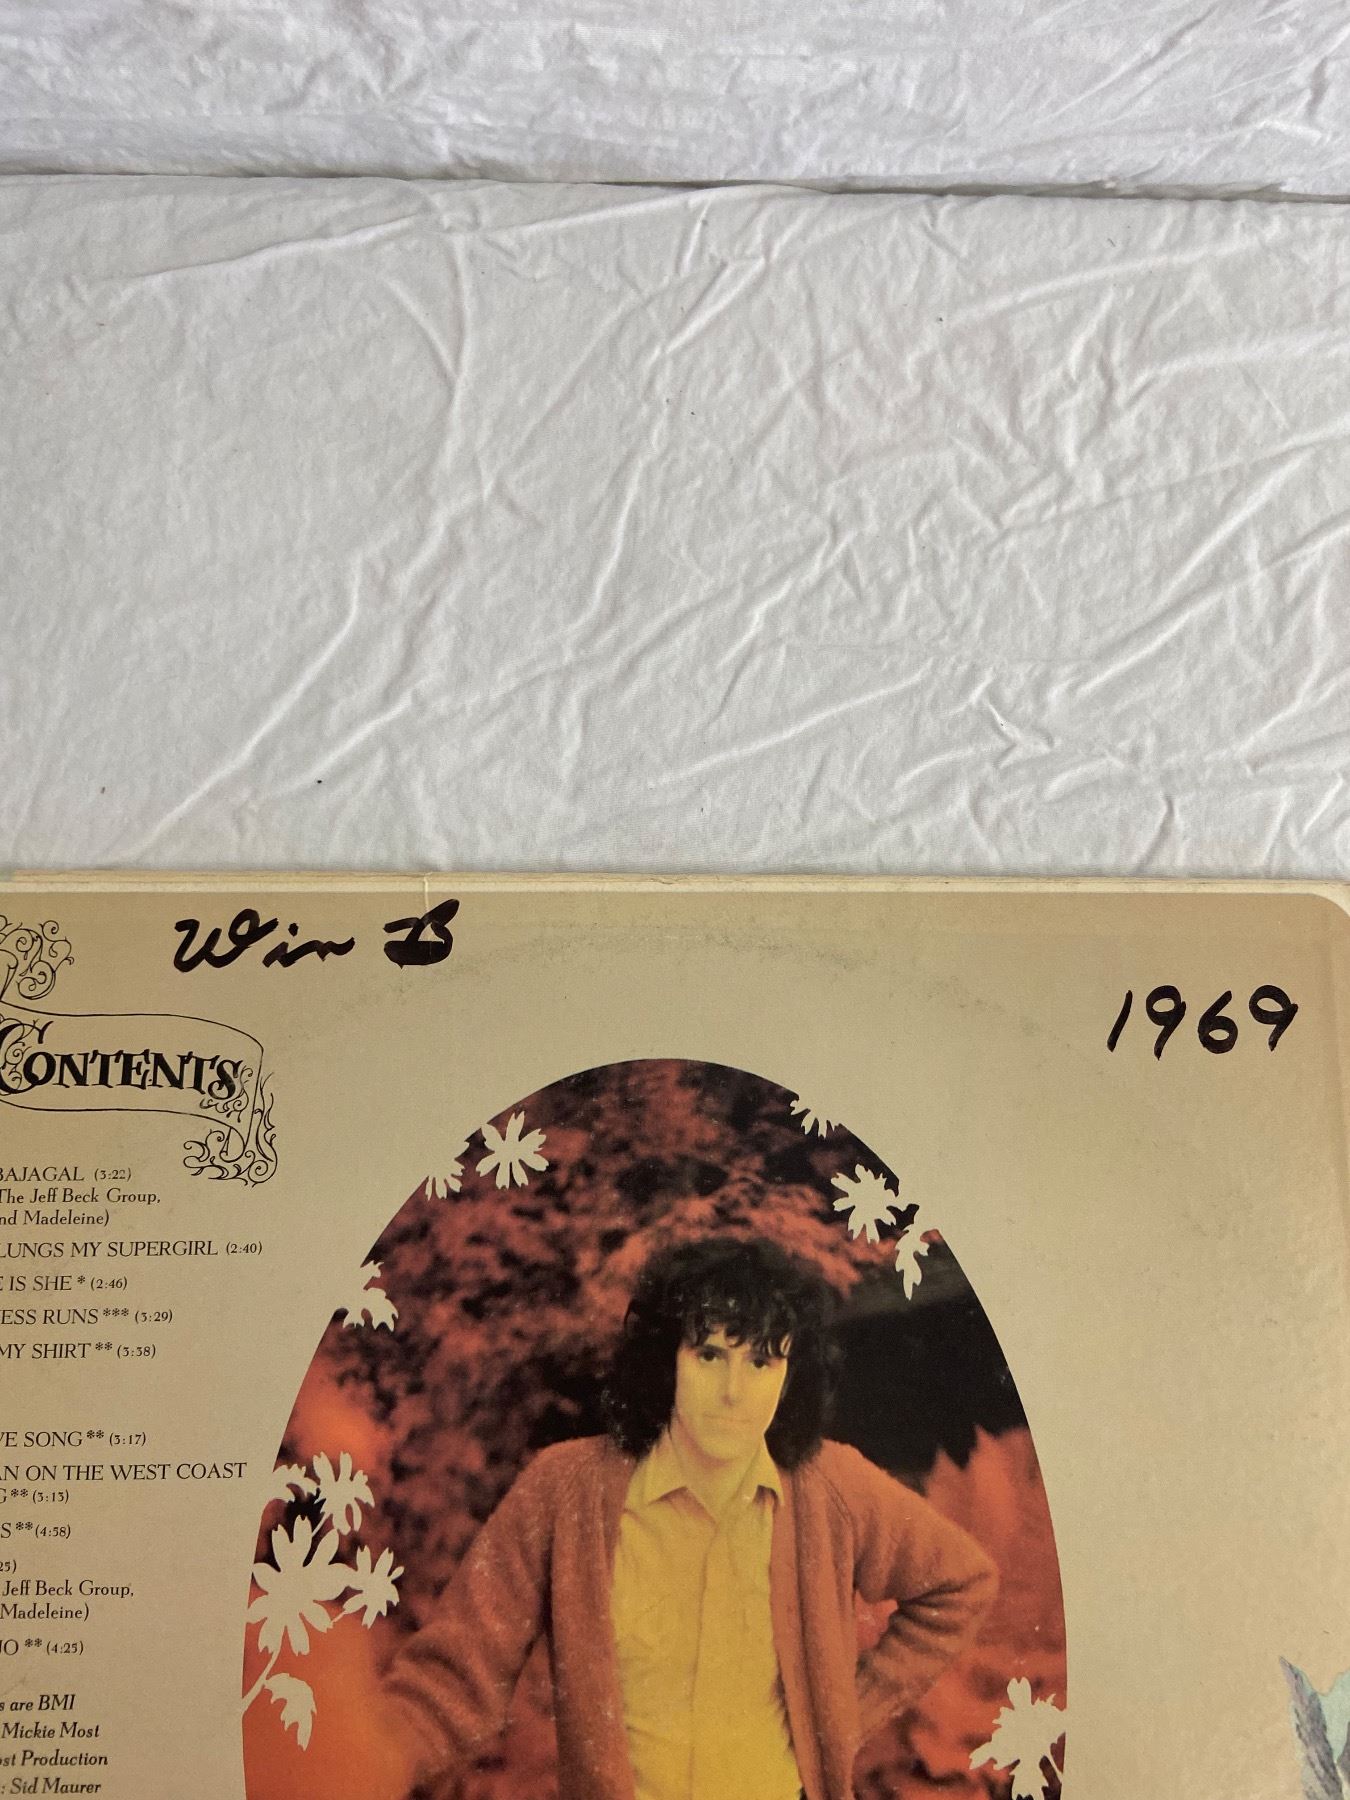 Win B
1969
CONTENTS
BAJAGAL (3:22)
The Jeff Beck Group,
nd Madeleine)
LUNGS MY SUPERGIRL (2:40)
E IS SHE * (2:46)
ESS RUNS *** (3:29)
MY SHIRT ** (3:38)
VE SONG ** (3:17)
AN ON THE WEST COAST
G ** (3:13)
S ** (4:58)
25)
Jeff Beck Group,
Madeleine)
JO ** (4:25)
s are BMI
Mickie Most
ost Production
: Sid Maurer